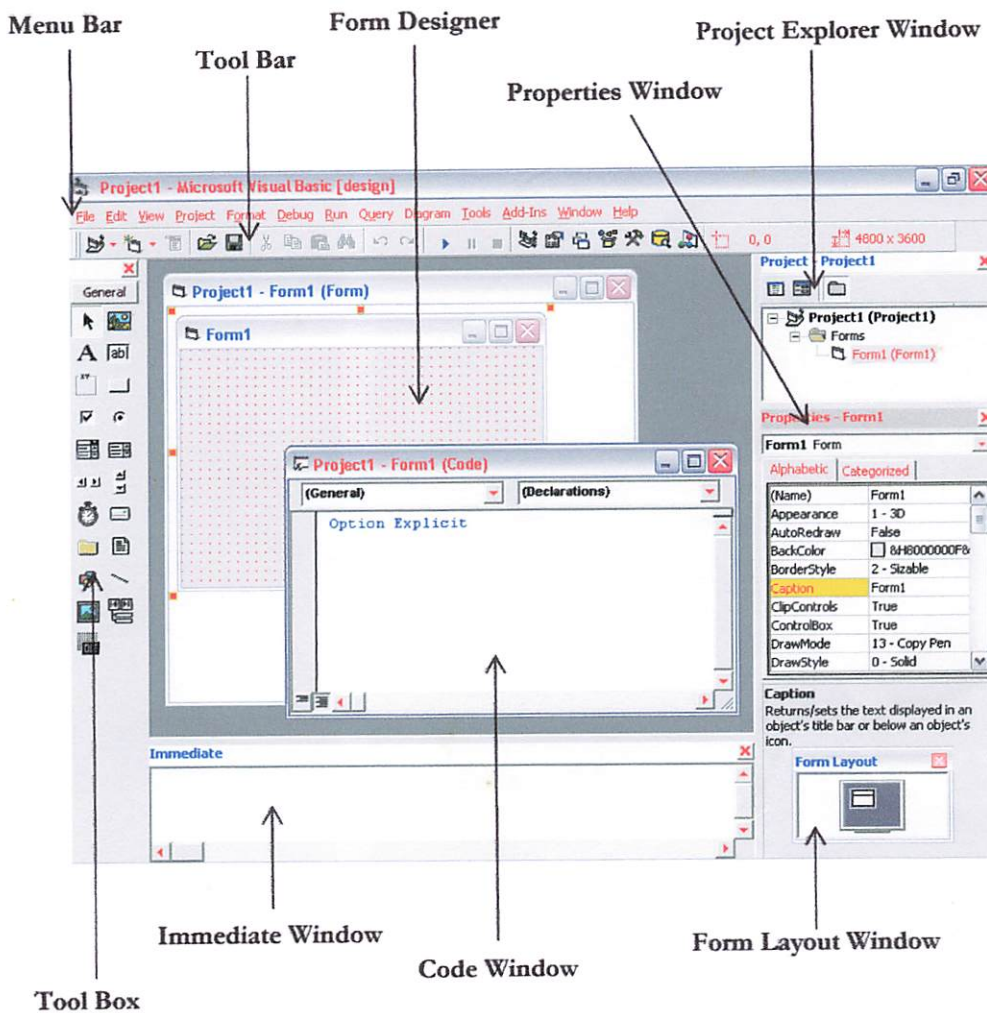 Menu Bar
Form Designer
Project Explorer Window
Tool Bar
Properties Window
Project1 - Microsoft Visual Basic [design]
File Edit View Project Format Debug Run Query Diagram Tools Add-Ins Window Help
0, 0
4800 x 3600
General
A
ab
XY
Project1 - Form1 (Form)
Form1
Project1 - Form1 (Code)
(General)
(Declarations)
Option Explicit
Project - Project1
Project1 (Project1)
Forms
Form1 (Form1)
Properties - Form1
Form1 Form
Alphabetic Categorized
(Name) Form1
Appearance 1 - 3D
AutoRedraw False
BackColor &H8000000F&
BorderStyle 2 - Sizable
Caption Form1
ClipControls True
ControlBox True
DrawMode 13 - Copy Pen
DrawStyle 0 - Solid
Caption
Returns/sets the text displayed in an
object's title bar or below an object's
icon.
Form Layout
Immediate
Immediate Window
Code Window
Form Layout Window
Tool Box